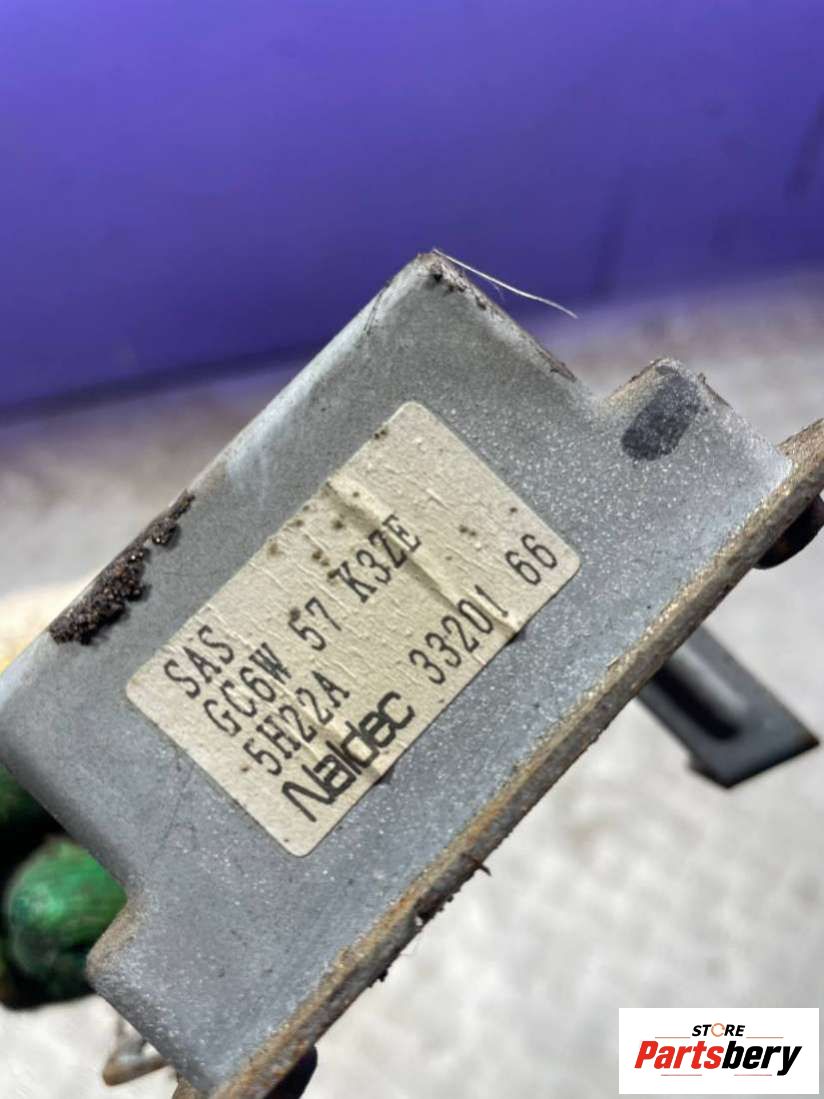 SAS
GC6W 57 K3ZE
5H22A 33201 66
Naldec
STORE
Partsbery